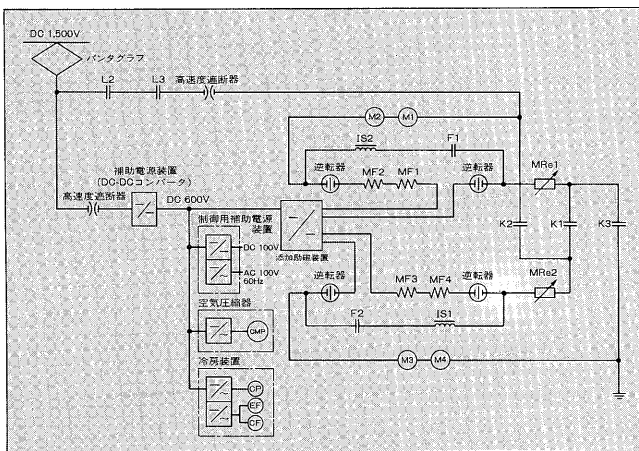 DC 1,500V
パンタグラフ
L2
L3
高速度遮断器
M2
M1
IS2
F1
補助電源装置
(DC-DCコンバータ)
逆転器
MF2
MF1
逆転器
MRe1
高速度遮断器
DC 600V
制御用補助電源
装置
K2
K1
K3
DC 100V
添加励磁装置
AC 100V
60Hz
逆転器
MF3
MF4
逆転器
MRe2
空気圧縮器
F2
IS1
CMP
冷房装置
M3
M4
CP
EF
CF